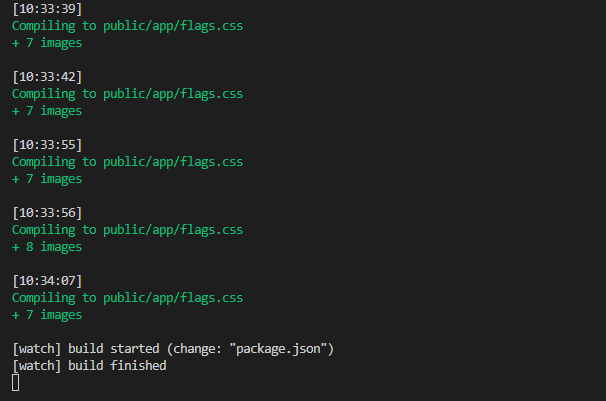 [10:33:39]
Compiling to public/app/flags.css
+ 7 images
[10:33:42]
Compiling to public/app/flags.css
+ 7 images
[10:33:55]
Compiling to public/app/flags.css
+ 7 images
[10:33:56]
Compiling to public/app/flags.css
+ 8 images
[10:34:07]
Compiling to public/app/flags.css
+ 7 images
[watch] build started (change: "package.json")
[watch] build finished